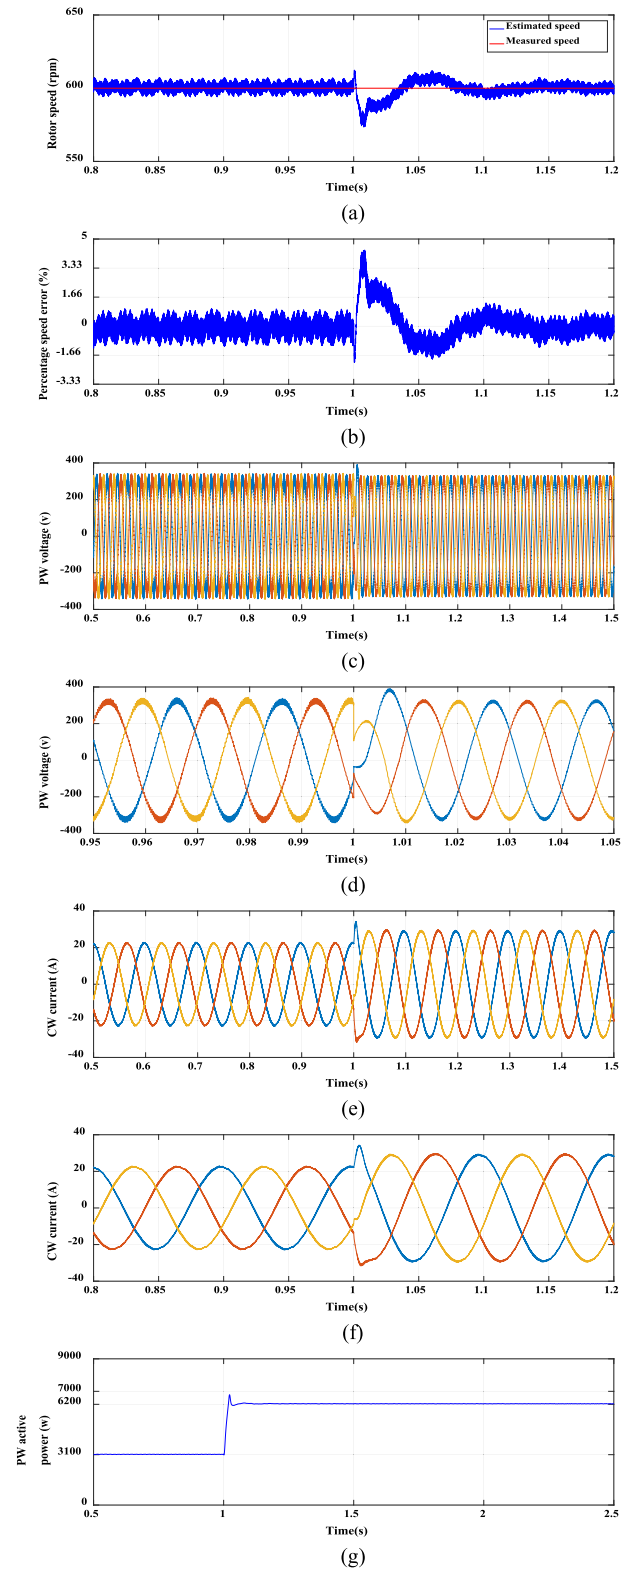 650
600
550
Rotor speed (rpm)
Estimated speed
Measured speed
0.8 0.85 0.9 0.95 1 1.05 1.1 1.15 1.2
Time(s)
(a)
5
3.33
1.66
0
-1.66
-3.33
Percentage speed error (%)
0.8 0.85 0.9 0.95 1 1.05 1.1 1.15 1.2
Time(s)
(b)
400
200
0
-200
-400
PW voltage (v)
0.5 0.6 0.7 0.8 0.9 1 1.1 1.2 1.3 1.4 1.5
Time(s)
(c)
400
200
0
-200
-400
PW voltage (v)
0.95 0.96 0.97 0.98 0.99 1 1.01 1.02 1.03 1.04 1.05
Time(s)
(d)
40
20
0
-20
-40
CW current (A)
0.5 0.6 0.7 0.8 0.9 1 1.1 1.2 1.3 1.4 1.5
Time(s)
(e)
40
20
0
-20
-40
CW current (A)
0.8 0.85 0.9 0.95 1 1.05 1.1 1.15 1.2
Time(s)
(f)
9000
7000
6200
3100
0
PW active
power (w)
0.5 1 1.5 2 2.5
Time(s)
(g)